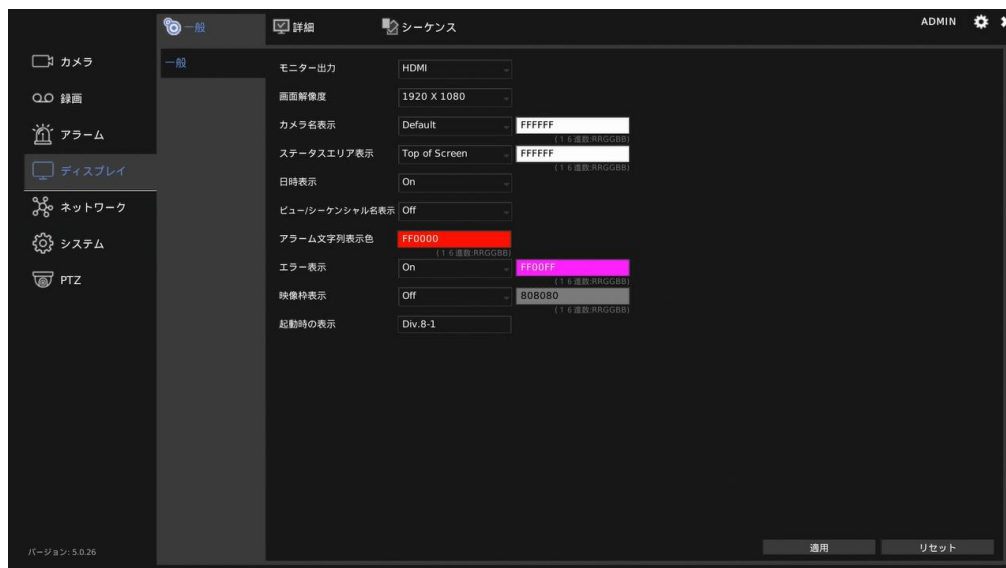 一般
詳細
シーケンス
ADMIN
カメラ
録画
アラーム
ディスプレイ
ネットワーク
システム
PTZ
バージョン: 5.0.26
一般
モニター出力 HDMI
画面解像度 1920 X 1080
カメラ名表示 Default FFFFFF
(16進数:RRGGBB)
ステータスエリア表示 Top of Screen FFFFFF
(16進数:RRGGBB)
日時表示 On
ビュー/シーケンシャル名表示 Off
アラーム文字列表示色 FF0000
(16進数:RRGGBB)
エラー表示 On FF00FF
(16進数:RRGGBB)
映像枠表示 Off 808080
(16進数:RRGGBB)
起動時の表示 Div.8-1
適用 リセット